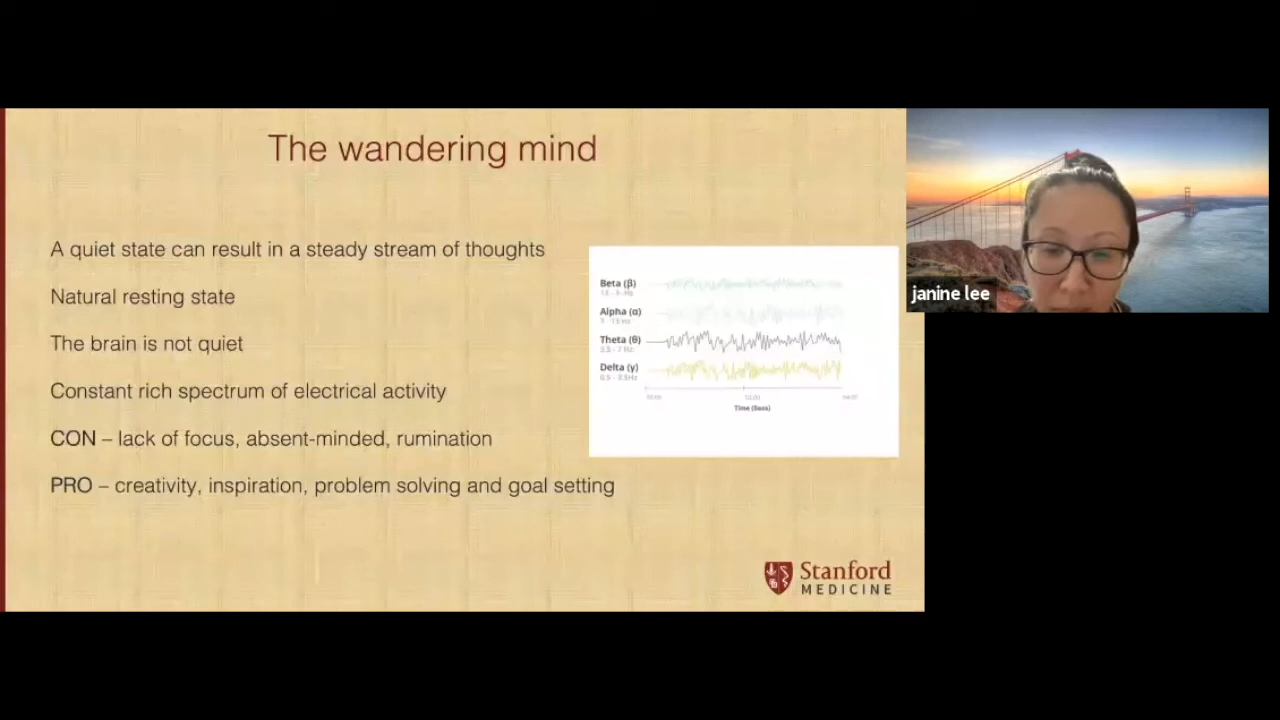 The wandering mind
A quiet state can result in a steady stream of thoughts
Natural resting state
The brain is not quiet
Constant rich spectrum of electrical activity
CON – lack of focus, absent-minded, rumination
PRO – creativity, inspiration, problem solving and goal setting
Beta (β)
Alpha (α)
Theta (θ)
Delta (γ)
Time (Secs)
Stanford
MEDICINE
janine lee